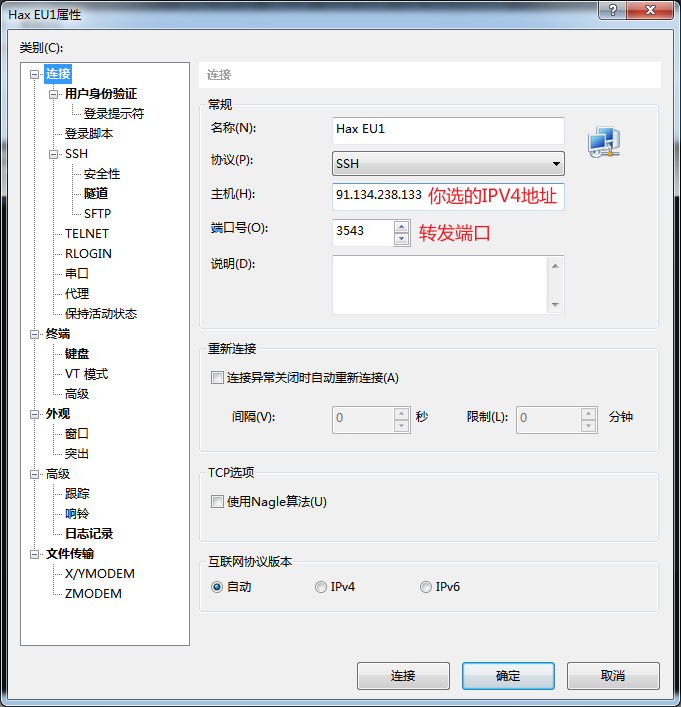 Hax EU1属性
类别(C):
连接
用户身份验证
登录提示符
登录脚本
SSH
安全性
隧道
SFTP
TELNET
RLOGIN
串口
代理
保持活动状态
终端
键盘
VT 模式
高级
外观
窗口
突出
高级
跟踪
响铃
日志记录
文件传输
X/YMODEM
ZMODEM
连接
常规
名称(N): Hax EU1
协议(P): SSH
主机(H): 91.134.238.133 你选的IPV4地址
端口号(O): 3543 转发端口
说明(D):
重新连接
连接异常关闭时自动重新连接(A)
间隔(V): 0 秒 限制(L): 0 分钟
TCP选项
使用Nagle算法(U)
互联网协议版本
自动 IPv4 IPv6
连接 确定 取消